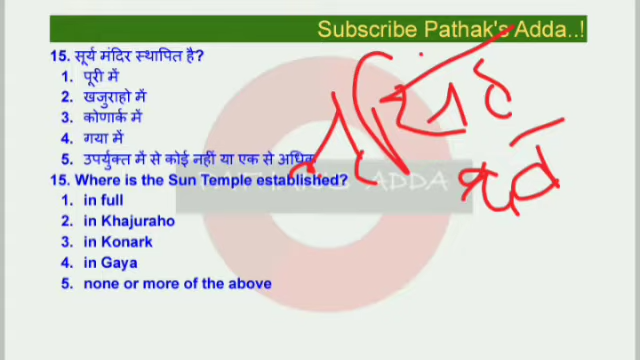 Subscribe Pathak's Adda..!
15. सूर्य मंदिर स्थापित है?
1. पूरी में
2. खजुराहो में
3. कोणार्क में
4. गया में
5. उपर्युक्त में से कोई नहीं या एक से अधिक
15. Where is the Sun Temple established?
1. in full
2. in Khajuraho
3. in Konark
4. in Gaya
5. none or more of the above
PATHAK'S ADDA